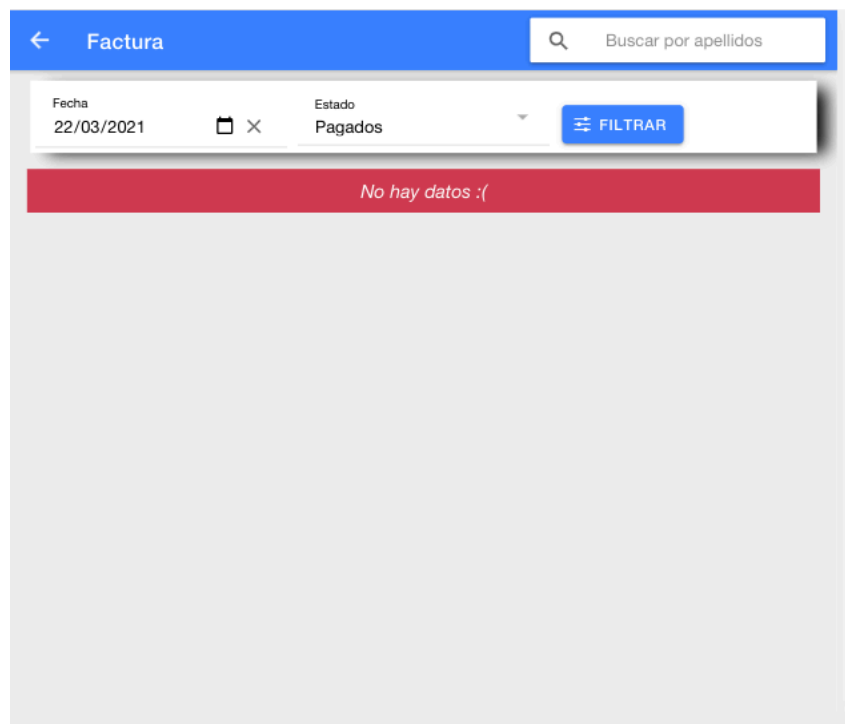 Factura
Buscar por apellidos
Fecha
22/03/2021
Estado
Pagados
FILTRAR
No hay datos :(